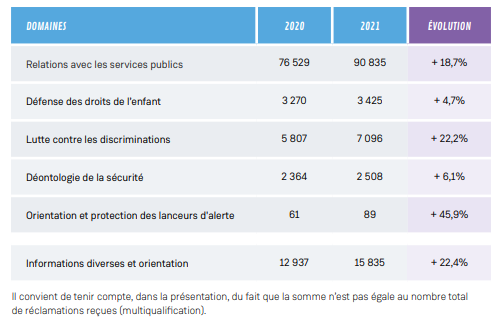 DOMAINES 2020 2021 ÉVOLUTION
Relations avec les services publics 76 529 90 835 + 18,7%
Défense des droits de l'enfant 3 270 3 425 + 4,7%
Lutte contre les discriminations 5 807 7 096 + 22,2%
Déontologie de la sécurité 2 364 2 508 + 6,1%
Orientation et protection des lanceurs d'alerte 61 89 + 45,9%
Informations diverses et orientation 12 937 15 835 + 22,4%
Il convient de tenir compte, dans la présentation, du fait que la somme n'est pas égale au nombre total
de réclamations reçues (multiqualification).